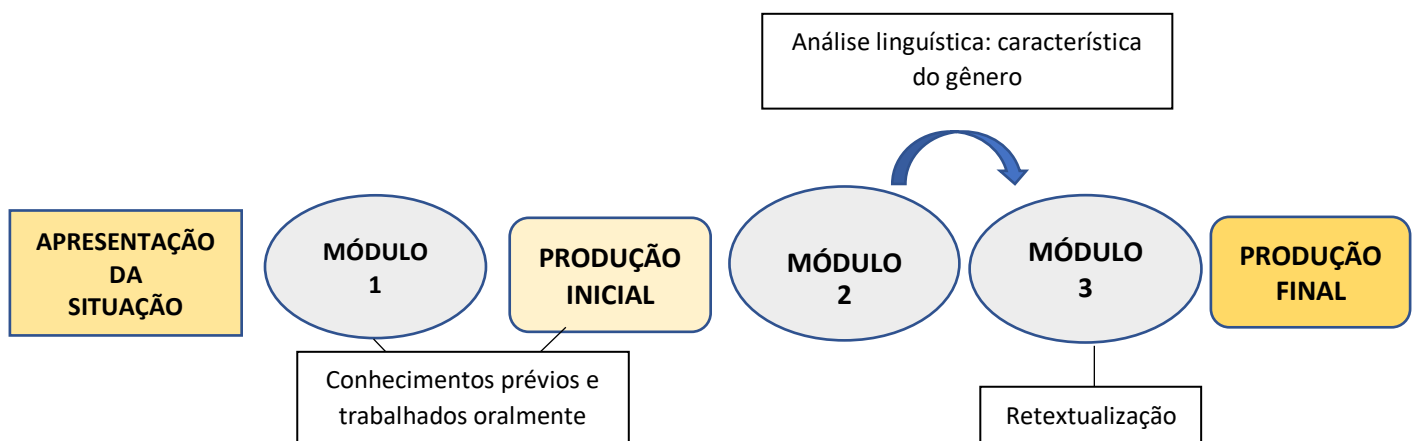 Análise linguística: característica
do gênero
APRESENTAÇÃO
DA
SITUAÇÃO
MÓDULO
1
PRODUÇÃO
INICIAL
MÓDULO
2
MÓDULO
3
PRODUÇÃO
FINAL
Conhecimentos prévios e
trabalhados oralmente
Retextualização